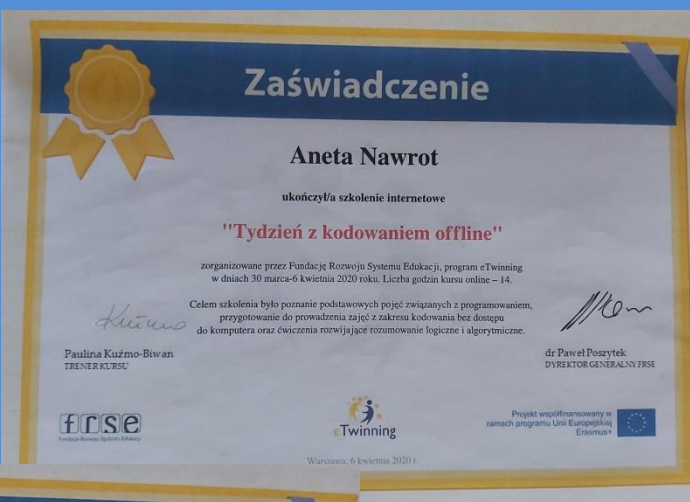 Zaświadczenie
Aneta Nawrot
ukończył/a szkolenie internetowe
"Tydzień z kodowaniem offline"
zorganizowane przez Fundację Rozwoju Systemu Edukacji, program eTwinning
w dniach 30 marca-6 kwietnia 2020 roku. Liczba godzin kursu online – 14.
Celem szkolenia było poznanie podstawowych pojęć związanych z programowaniem,
przygotowanie do prowadzenia zajęć z zakresu kodowania bez dostępu
do komputera oraz ćwiczenia rozwijające rozumowanie logiczne i algorytmiczne.
Paulina Kuźmo-Biwan
TRENER KURSU
dr Paweł Poszytek
DYREKTOR GENERALNY FRSE
frse
Fundacja Rozwoju Systemu Edukacji
eTwinning
Projekt współfinansowany w
ramach programu Unii Europejskiej
Erasmus+
Warszawa, 6 kwietnia 2020 r.